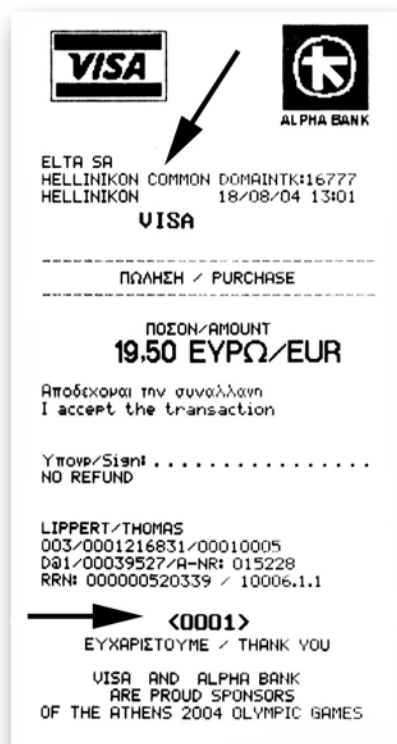 VISA
ALPHA BANK
ELTA SA
HELLINIKON COMMON DOMAINTK:16777
HELLINIKON 18/08/04 13:01
VISA
ΠΩΛΗΣΗ / PURCHASE
ΠΟΣΟΝ/AMOUNT
19,50 ΕΥΡΩ/EUR
Αποδεχομαι την συναλλαγη
I accept the transaction
Υπογρ/Sign:................
NO REFUND
LIPPERT/THOMAS
003/0001216831/00010005
D@1/00039527/A-NR: 015228
RRN: 000000520339 / 10006.1.1
<0001>
ΕΥΧΑΡΙΣΤΟΥΜΕ / THANK YOU
VISA AND ALPHA BANK
ARE PROUD SPONSORS
OF THE ATHENS 2004 OLYMPIC GAMES